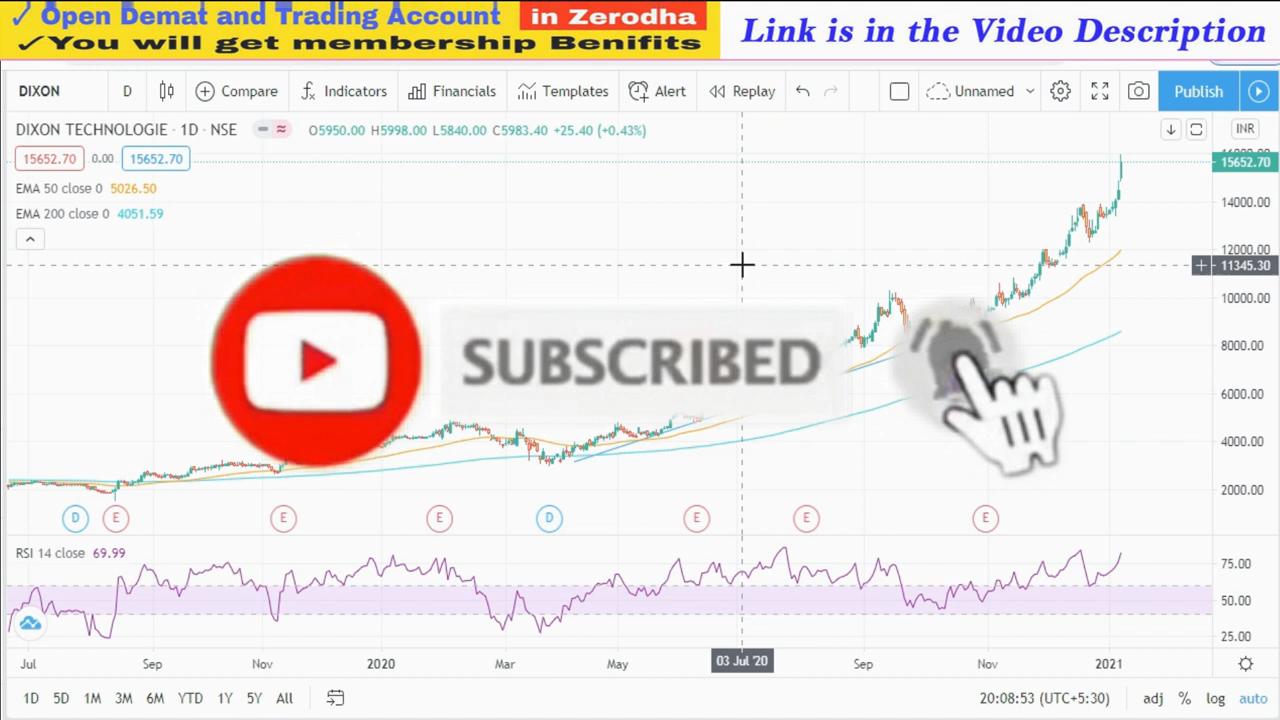 ✓ Open Demat and Trading Account in Zerodha
✓You will get membership Benifits
Link is in the Video Description
DIXON D Compare Indicators Financials Templates Alert Replay Unnamed Publish
DIXON TECHNOLOGIE · 1D · NSE O5950.00 H5998.00 L5840.00 C5983.40 +25.40 (+0.43%) INR
15652.70 0.00 15652.70
EMA 50 close 0 5026.50
EMA 200 close 0 4051.59
15652.70
14000.00
12000.00
11345.30
10000.00
8000.00
6000.00
4000.00
2000.00
SUBSCRIBED
D E E E D E E E
RSI 14 close 69.99
75.00
50.00
25.00
Jul Sep Nov 2020 Mar May 03 Jul '20 Sep Nov 2021
1D 5D 1M 3M 6M YTD 1Y 5Y All 20:08:53 (UTC+5:30) adj % log auto